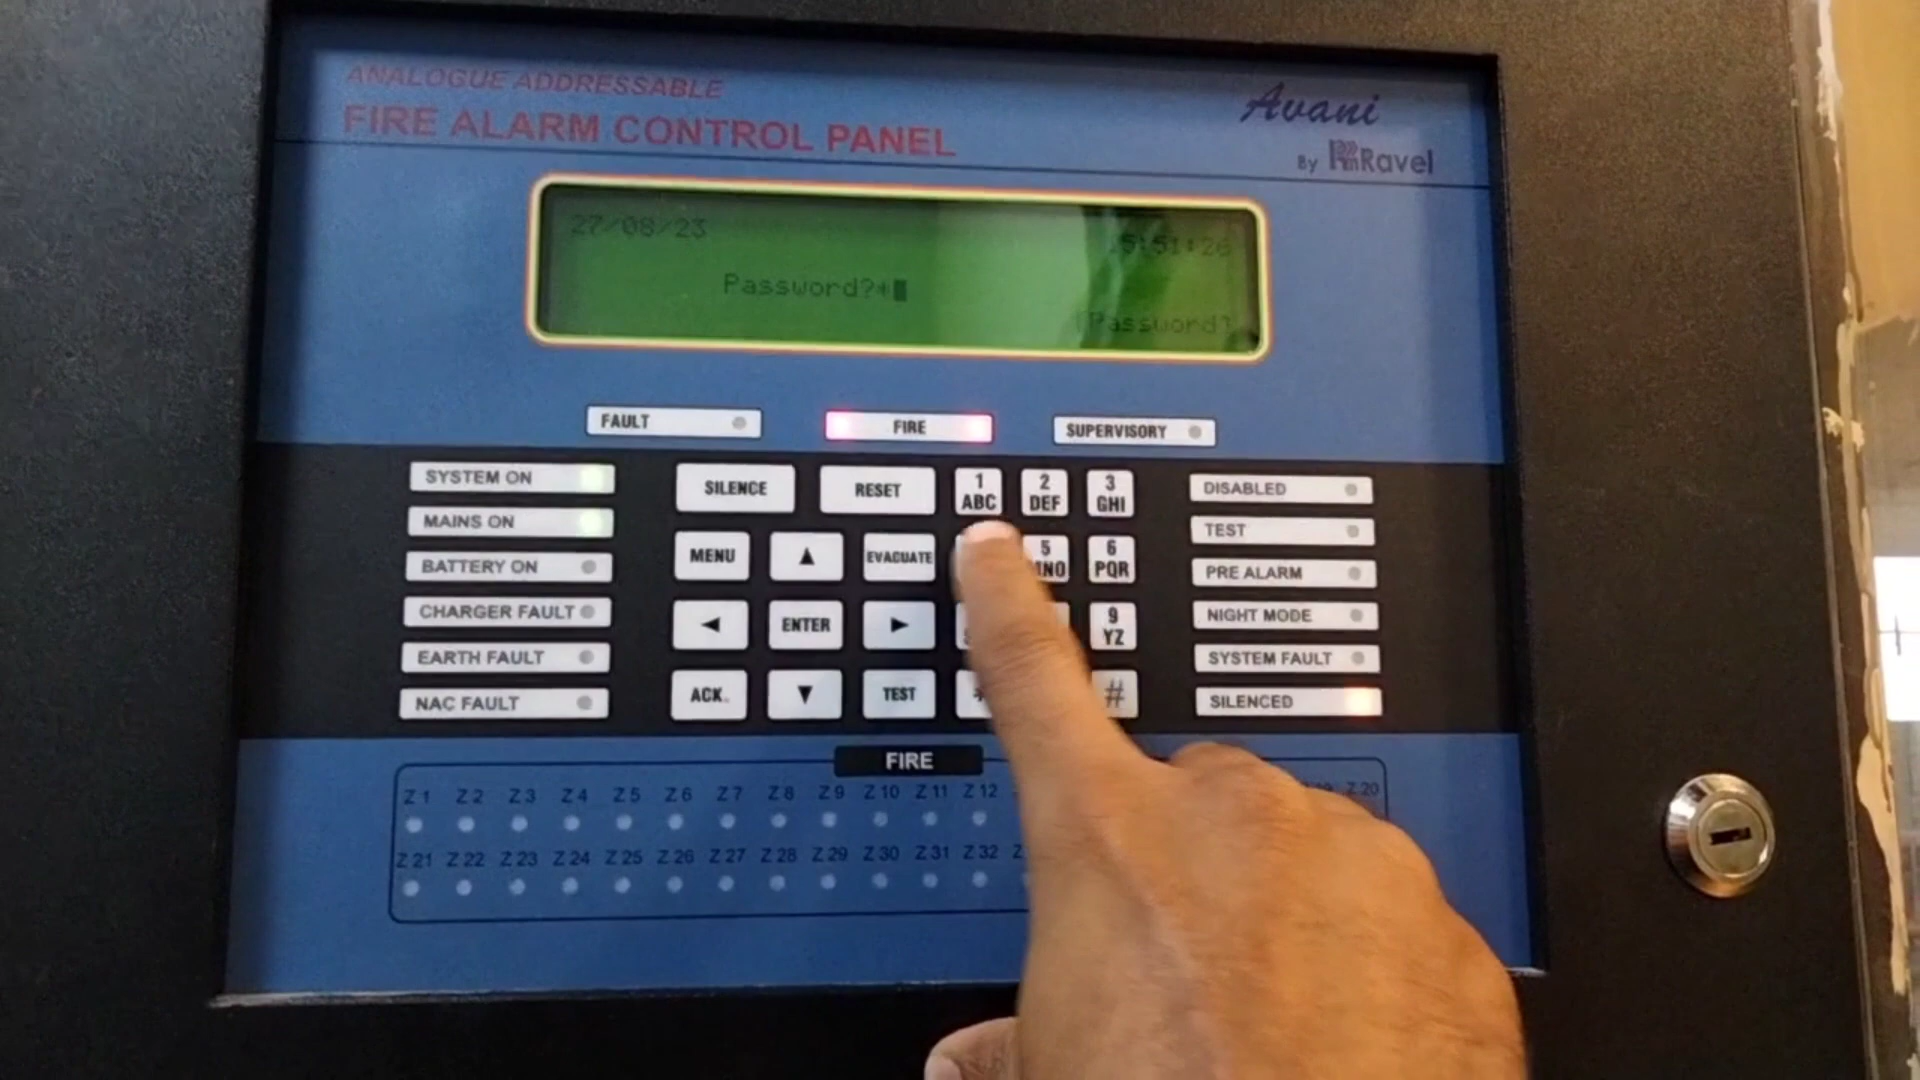 ANALOGUE ADDRESSABLE
FIRE ALARM CONTROL PANEL
Avani
By Ravel
27/08/23
5:51:26
Password?*
Password?
FAULT
FIRE
SUPERVISORY
SYSTEM ON
MAINS ON
BATTERY ON
CHARGER FAULT
EARTH FAULT
NAC FAULT
SILENCE RESET 1 ABC 2 DEF 3 GHI
MENU ▲ EVACUATE 5 6 PQR
◄ ENTER ► 9 YZ
ACK. ▼ TEST #
DISABLED
TEST
PRE ALARM
NIGHT MODE
SYSTEM FAULT
SILENCED
FIRE
Z 1 Z 2 Z 3 Z 4 Z 5 Z 6 Z 7 Z 8 Z 9 Z 10 Z 11 Z 12 Z 20
Z 21 Z 22 Z 23 Z 24 Z 25 Z 26 Z 27 Z 28 Z 29 Z 30 Z 31 Z 32 Z